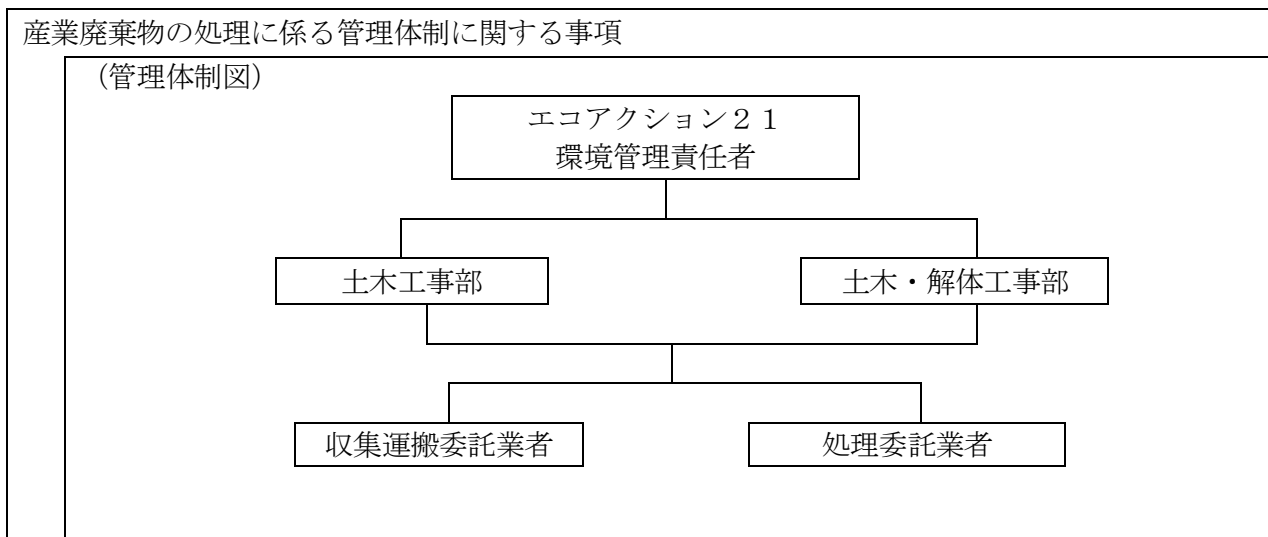 産業廃棄物の処理に係る管理体制に関する事項
（管理体制図）
エコアクション２１
環境管理責任者
土木工事部
土木・解体工事部
収集運搬委託業者
処理委託業者